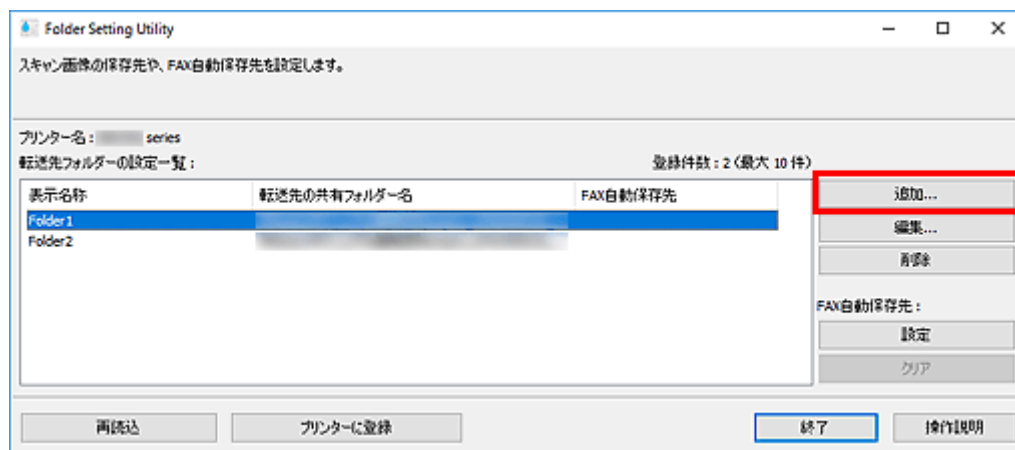 Folder Setting Utility
スキャン画像の保存先や、FAX自動保存先を設定します。
プリンター名： series
転送先フォルダーの設定一覧：
登録件数：2（最大 10 件）
表示名称 転送先の共有フォルダー名 FAX自動保存先
Folder1
Folder2
追加...
編集...
削除
FAX自動保存先：
設定
クリア
再読込 プリンターに登録 終了 操作説明